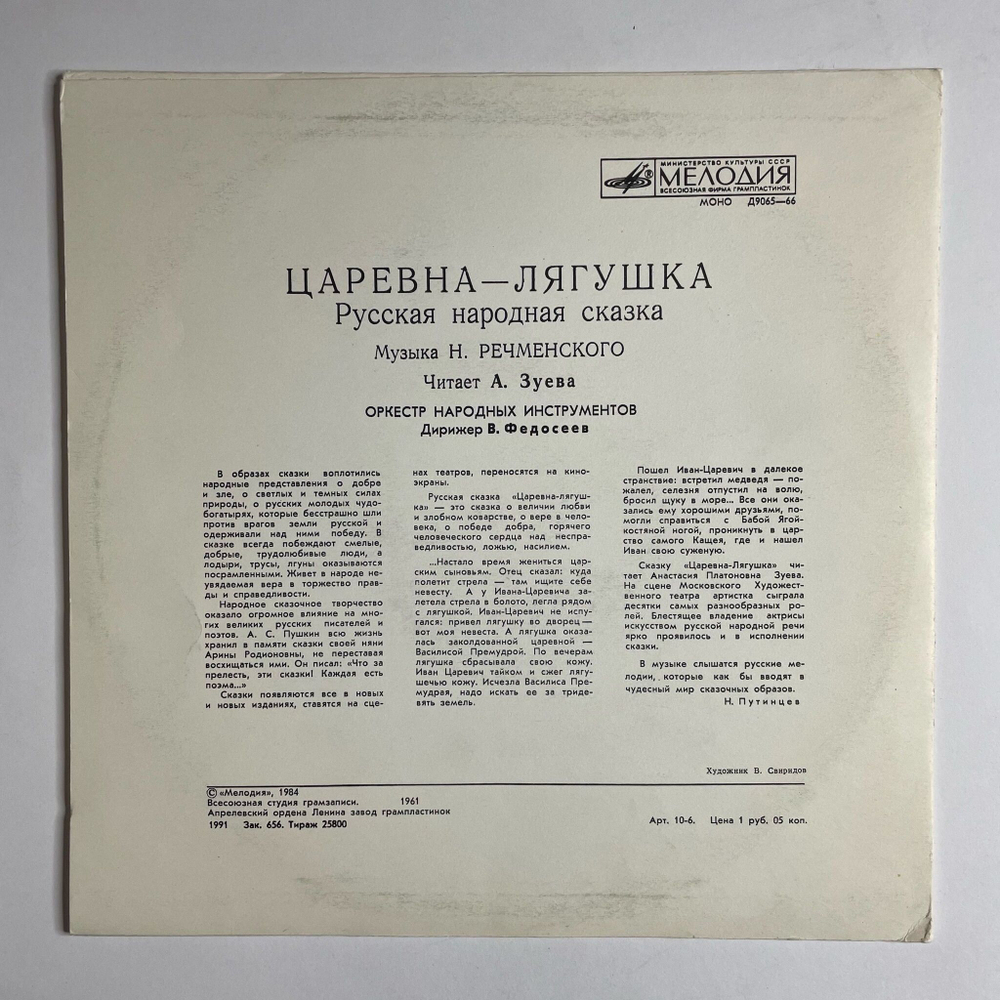 МИНИСТЕРСТВО КУЛЬТУРЫ СССР
® МЕЛОДИЯ
ВСЕСОЮЗНАЯ ФИРМА ГРАМПЛАСТИНОК
МОНО Д9065—66
ЦАРЕВНА—ЛЯГУШКА
Русская народная сказка
Музыка Н. РЕЧМЕНСКОГО
Читает А. Зуева
ОРКЕСТР НАРОДНЫХ ИНСТРУМЕНТОВ
Дирижер В. Федосеев
В образах сказки воплотились
народные представления о добре
и зле, о светлых и темных силах
природы, о русских молодых чудо-
богатырях, которые бесстрашно шли
против врагов земли русской и
одерживали над ними победу. В
сказке всегда побеждают смелые,
добрые, трудолюбивые люди, а
лодыри, трусы, лгуны оказываются
посрамленными. Живет в народе не-
увядаемая вера в торжество прав-
ды и справедливости.
Народное сказочное творчество
оказало огромное влияние на мно-
гих великих русских писателей и
поэтов. А. С. Пушкин всю жизнь
хранил в памяти сказки своей няни
Арины Родионовны, не переставая
восхищаться ими. Он писал: «Что за
прелесть, эти сказки! Каждая есть
поэма...»
Сказки появляются все в новых
и новых изданиях, ставятся на сце-
нах театров, переносятся на кино-
экраны.
Русская сказка «Царевна-лягуш-
ка» — это сказка о величии любви
и злобном коварстве, о вере в чело-
века, о победе добра, горячего
человеческого сердца над неспра-
ведливостью, ложью, насилием.
...Настало время жениться цар-
ским сыновьям. Отец сказал: куда
полетит стрела — там ищите себе
невесту. А у Ивана-Царевича за-
летела стрела в болото, легла рядом
с лягушкой. Иван-Царевич не испу-
гался: привел лягушку во дворец —
вот моя невеста. А лягушка оказа-
лась заколдованной царевной —
Василисой Премудрой. По вечерам
лягушка сбрасывала свою кожу.
Иван Царевич тайком и сжег лягу-
шечью кожу. Исчезла Василиса Пре-
мудрая, надо искать ее за триде-
вять земель.
Пошел Иван-Царевич в далекое
странствие: встретил медведя — по-
жалел, селезня отпустил на волю,
бросил щуку в море... Все они ока-
зались ему хорошими друзьями, по-
могли справиться с Бабой Ягой-
костяной ногой, проникнуть в цар-
ство самого Кащея, где и нашел
Иван свою суженую.
Сказку «Царевна-Лягушка» чи-
тает Анастасия Платоновна Зуева.
На сцене Московского Художест-
венного театра артистка сыграла
десятки самых разнообразных ро-
лей. Блестящее владение актрисы
искусством русской народной речи
ярко проявилось и в исполнении
сказки.
В музыке слышатся русские ме-
лодии, которые как бы вводят в
чудесный мир сказочных образов.
Н. Путинцев
Художник В. Свиридов
© «Мелодия», 1984
Всесоюзная студия грамзаписи. 1961
Апрелевский ордена Ленина завод грампластинок
1991 Зак. 656. Тираж 25800
Арт. 10-6. Цена 1 руб. 05 коп.